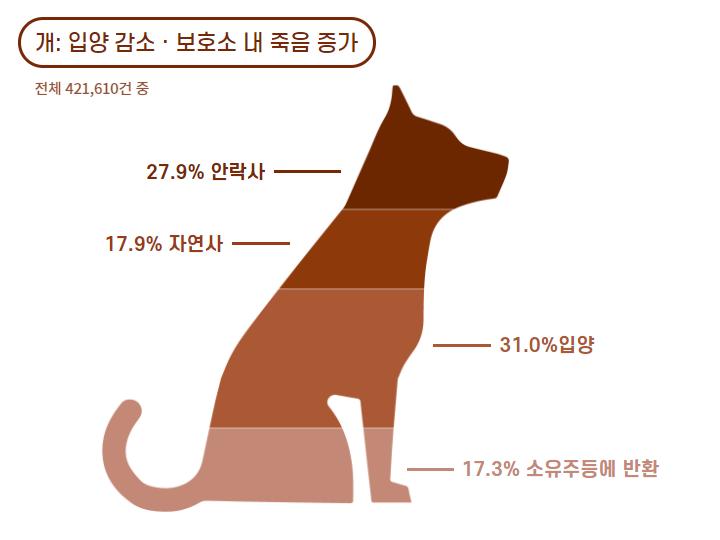 개: 입양 감소 · 보호소 내 죽음 증가
전체 421,610건 중
27.9% 안락사
17.9% 자연사
31.0%입양
17.3% 소유주등에 반환